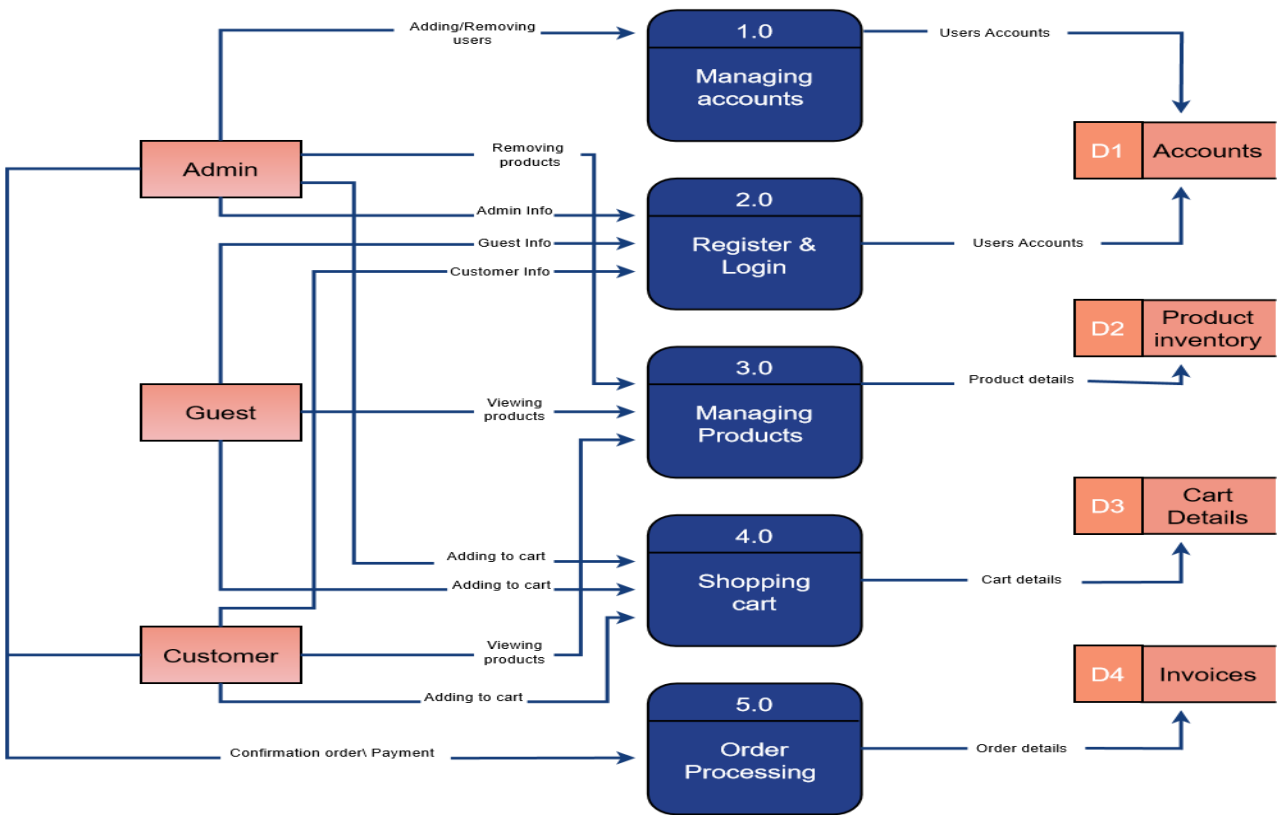 Adding/Removing
users
1.0
Managing
accounts
Users Accounts
D1
Accounts
Admin
Removing
products
Admin Info
Guest Info
Customer Info
2.0
Register &
Login
Users Accounts
D2
Product
inventory
Guest
Viewing
products
3.0
Managing
Products
Product details
D3
Cart
Details
Adding to cart
Adding to cart
4.0
Shopping
cart
Cart details
Customer
Viewing
products
Adding to cart
D4
Invoices
Confirmation order\ Payment
5.0
Order
Processing
Order details